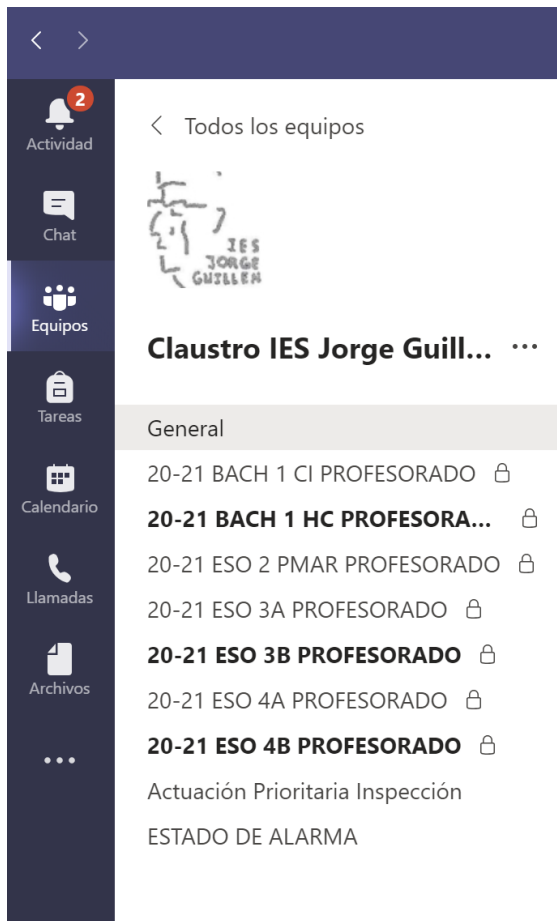 2
Actividad
Chat
Equipos
Tareas
Calendario
Llamadas
Archivos
Todos los equipos
IES
JORGE
GUILLEN
Claustro IES Jorge Guill...
General
20-21 BACH 1 CI PROFESORADO
20-21 BACH 1 HC PROFESORA...
20-21 ESO 2 PMAR PROFESORADO
20-21 ESO 3A PROFESORADO
20-21 ESO 3B PROFESORADO
20-21 ESO 4A PROFESORADO
20-21 ESO 4B PROFESORADO
Actuación Prioritaria Inspección
ESTADO DE ALARMA